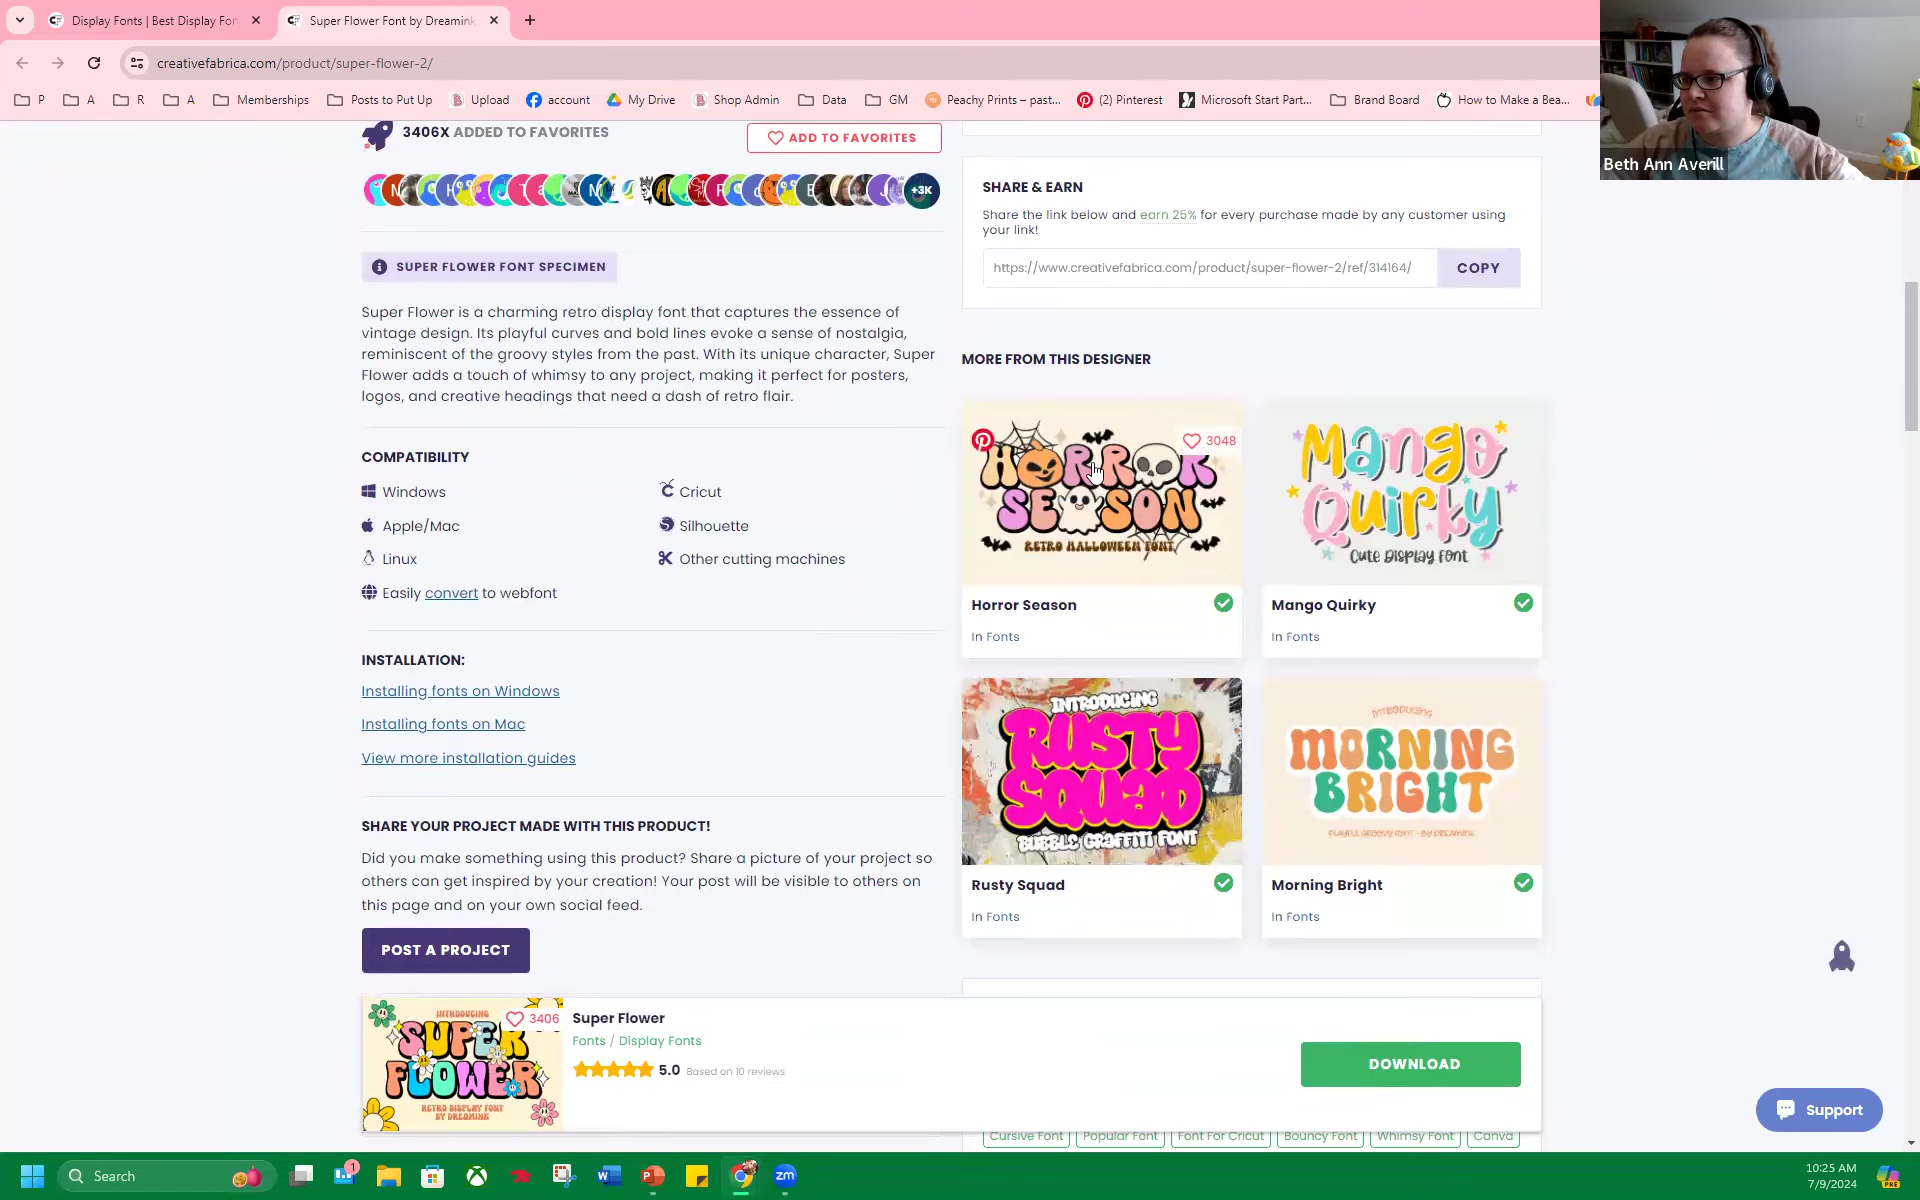 Display Fonts | Best Display Fon
Super Flower Font by Dreamink
creativefabrica.com/product/super-flower-2/
P
A
R
A
Memberships
Posts to Put Up
Upload
account
My Drive
Shop Admin
Data
GM
Peachy Prints – past...
(2) Pinterest
Microsoft Start Part...
Brand Board
How to Make a Bea...
Beth Ann Averill
3406X ADDED TO FAVORITES
ADD TO FAVORITES
+3K
SUPER FLOWER FONT SPECIMEN
Super Flower is a charming retro display font that captures the essence of
vintage design. Its playful curves and bold lines evoke a sense of nostalgia,
reminiscent of the groovy styles from the past. With its unique character, Super
Flower adds a touch of whimsy to any project, making it perfect for posters,
logos, and creative headings that need a dash of retro flair.
COMPATIBILITY
Windows
Cricut
Apple/Mac
Silhouette
Linux
Other cutting machines
Easily convert to webfont
INSTALLATION:
Installing fonts on Windows
Installing fonts on Mac
View more installation guides
SHARE YOUR PROJECT MADE WITH THIS PRODUCT!
Did you make something using this product? Share a picture of your project so
others can get inspired by your creation! Your post will be visible to others on
this page and on your own social feed.
POST A PROJECT
SHARE & EARN
Share the link below and earn 25% for every purchase made by any customer using
your link!
https://www.creativefabrica.com/product/super-flower-2/ref/314164/
COPY
MORE FROM THIS DESIGNER
3048
HORROR
SEASON
RETRO HALLOWEEN FONT
Horror Season
In Fonts
Mango
Quirky
Cute Display Font
Mango Quirky
In Fonts
INTRODUCING
RUSTY
SQUAD
BUBBLE GRAFFITI FONT
Rusty Squad
In Fonts
INTRODUCING
MORNING
BRIGHT
PLAYFUL GROOVY FONT - BY DREAMINK
Morning Bright
In Fonts
INTRODUCING
3406
SUPER
FLOWER
RETRO DISPLAY FONT
BY DREAMINK
Super Flower
Fonts / Display Fonts
5.0 Based on 10 reviews
DOWNLOAD
Cursive Font
Popular Font
Font For Cricut
Bouncy Font
Whimsy Font
Canva
Support
Search
1
zm
10:25 AM
7/9/2024